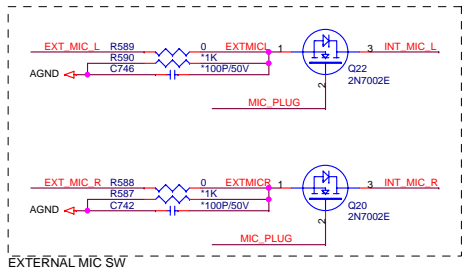 EXT_MIC_L R589 0 EXTMICL 1 3 INT_MIC_L
R590 *1K
AGND C746 *100P/50V
2 Q22
2N7002E
MIC_PLUG
EXT_MIC_R R588 0 EXTMICR 1 3 INT_MIC_R
R587 *1K
AGND C742 *100P/50V
2 Q20
2N7002E
MIC_PLUG
EXTERNAL MIC SW